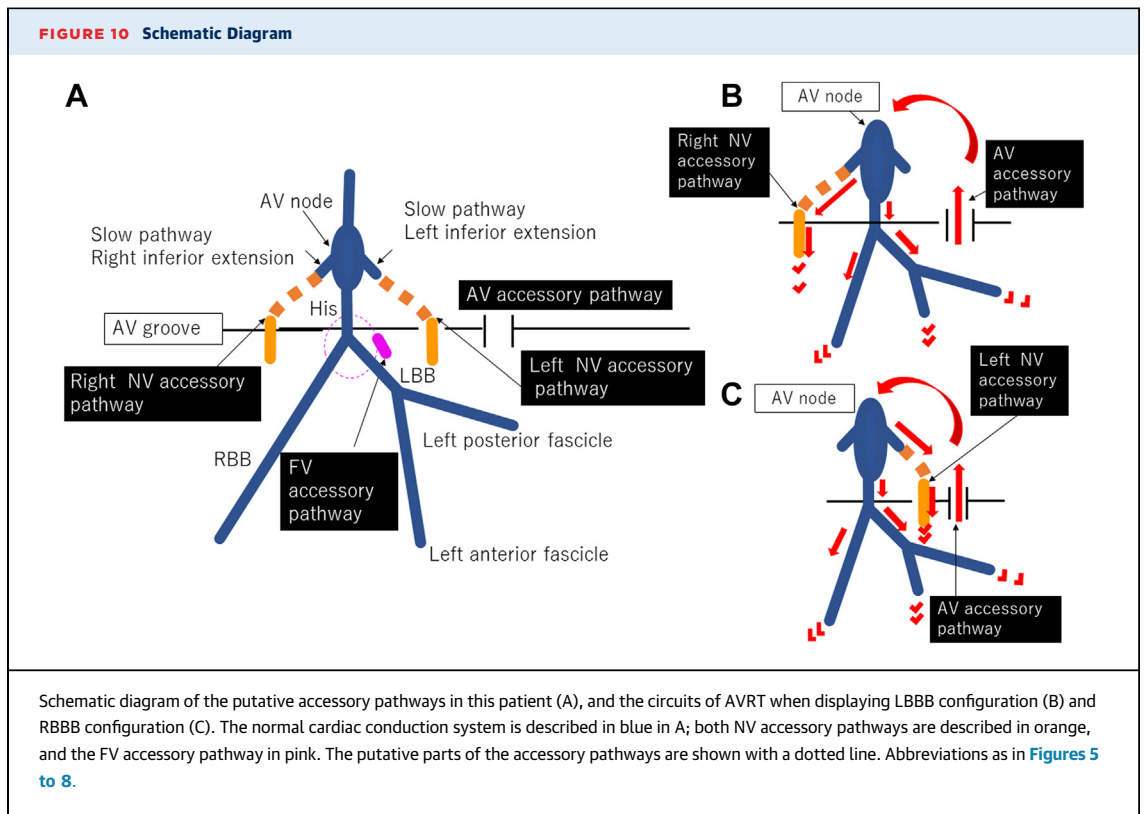 FIGURE 10 Schematic Diagram
A
AV node
Slow pathway
Right inferior extension
Slow pathway
Left inferior extension
His
AV accessory pathway
AV groove
Right NV accessory
pathway
LBB
Left NV accessory
pathway
Left posterior fascicle
RBB
FV
accessory
pathway
Left anterior fascicle
B
AV node
Right NV
accessory
pathway
AV
accessory
pathway
C
AV node
Left NV
accessory
pathway
AV accessory
pathway
Schematic diagram of the putative accessory pathways in this patient (A), and the circuits of AVRT when displaying LBBB configuration (B) and
RBBB configuration (C). The normal cardiac conduction system is described in blue in A; both NV accessory pathways are described in orange,
and the FV accessory pathway in pink. The putative parts of the accessory pathways are shown with a dotted line. Abbreviations as in Figures 5
to 8.